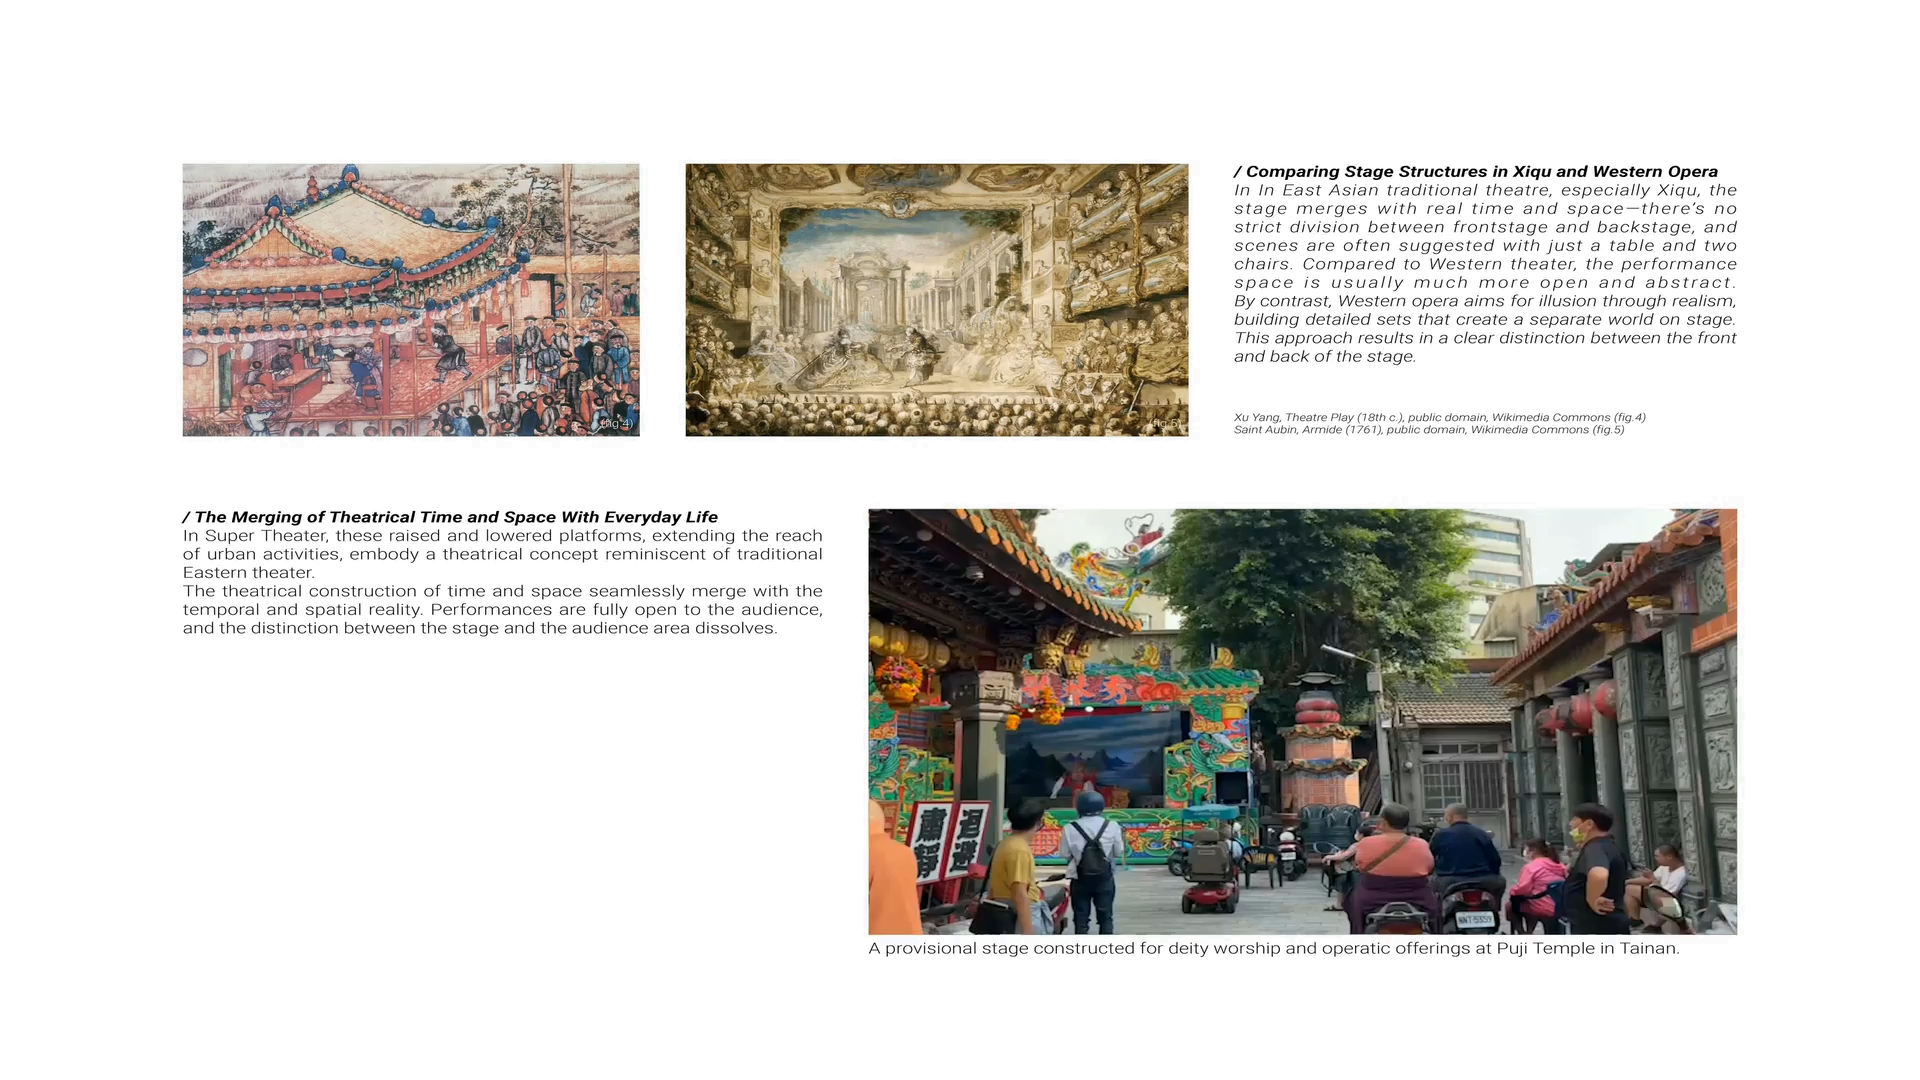 (fig.4)
(fig.5)
/ Comparing Stage Structures in Xiqu and Western Opera
In In East Asian traditional theatre, especially Xiqu, the
stage merges with real time and space—there's no
strict division between frontstage and backstage, and
scenes are often suggested with just a table and two
chairs. Compared to Western theater, the performance
space is usually much more open and abstract.
By contrast, Western opera aims for illusion through realism,
building detailed sets that create a separate world on stage.
This approach results in a clear distinction between the front
and back of the stage.
Xu Yang, Theatre Play (18th c.), public domain, Wikimedia Commons (fig.4)
Saint Aubin, Armide (1761), public domain, Wikimedia Commons (fig.5)
/ The Merging of Theatrical Time and Space With Everyday Life
In Super Theater, these raised and lowered platforms, extending the reach
of urban activities, embody a theatrical concept reminiscent of traditional
Eastern theater.
The theatrical construction of time and space seamlessly merge with the
temporal and spatial reality. Performances are fully open to the audience,
and the distinction between the stage and the audience area dissolves.
肅靜
迴避
A provisional stage constructed for deity worship and operatic offerings at Puji Temple in Tainan.